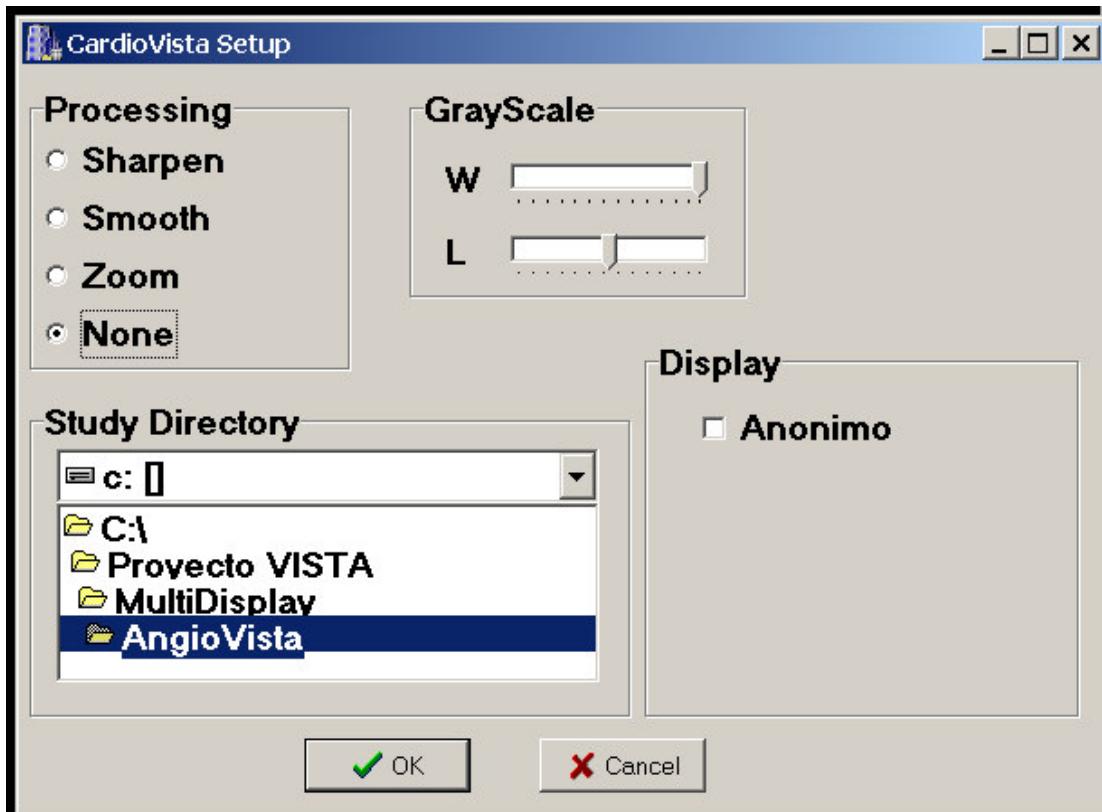 CardioVista Setup
Processing
Sharpen
Smooth
Zoom
None
GrayScale
W
L
Study Directory
c: []
C:\
Proyecto VISTA
MultiDisplay
AngioVista
Display
Anonimo
OK
Cancel